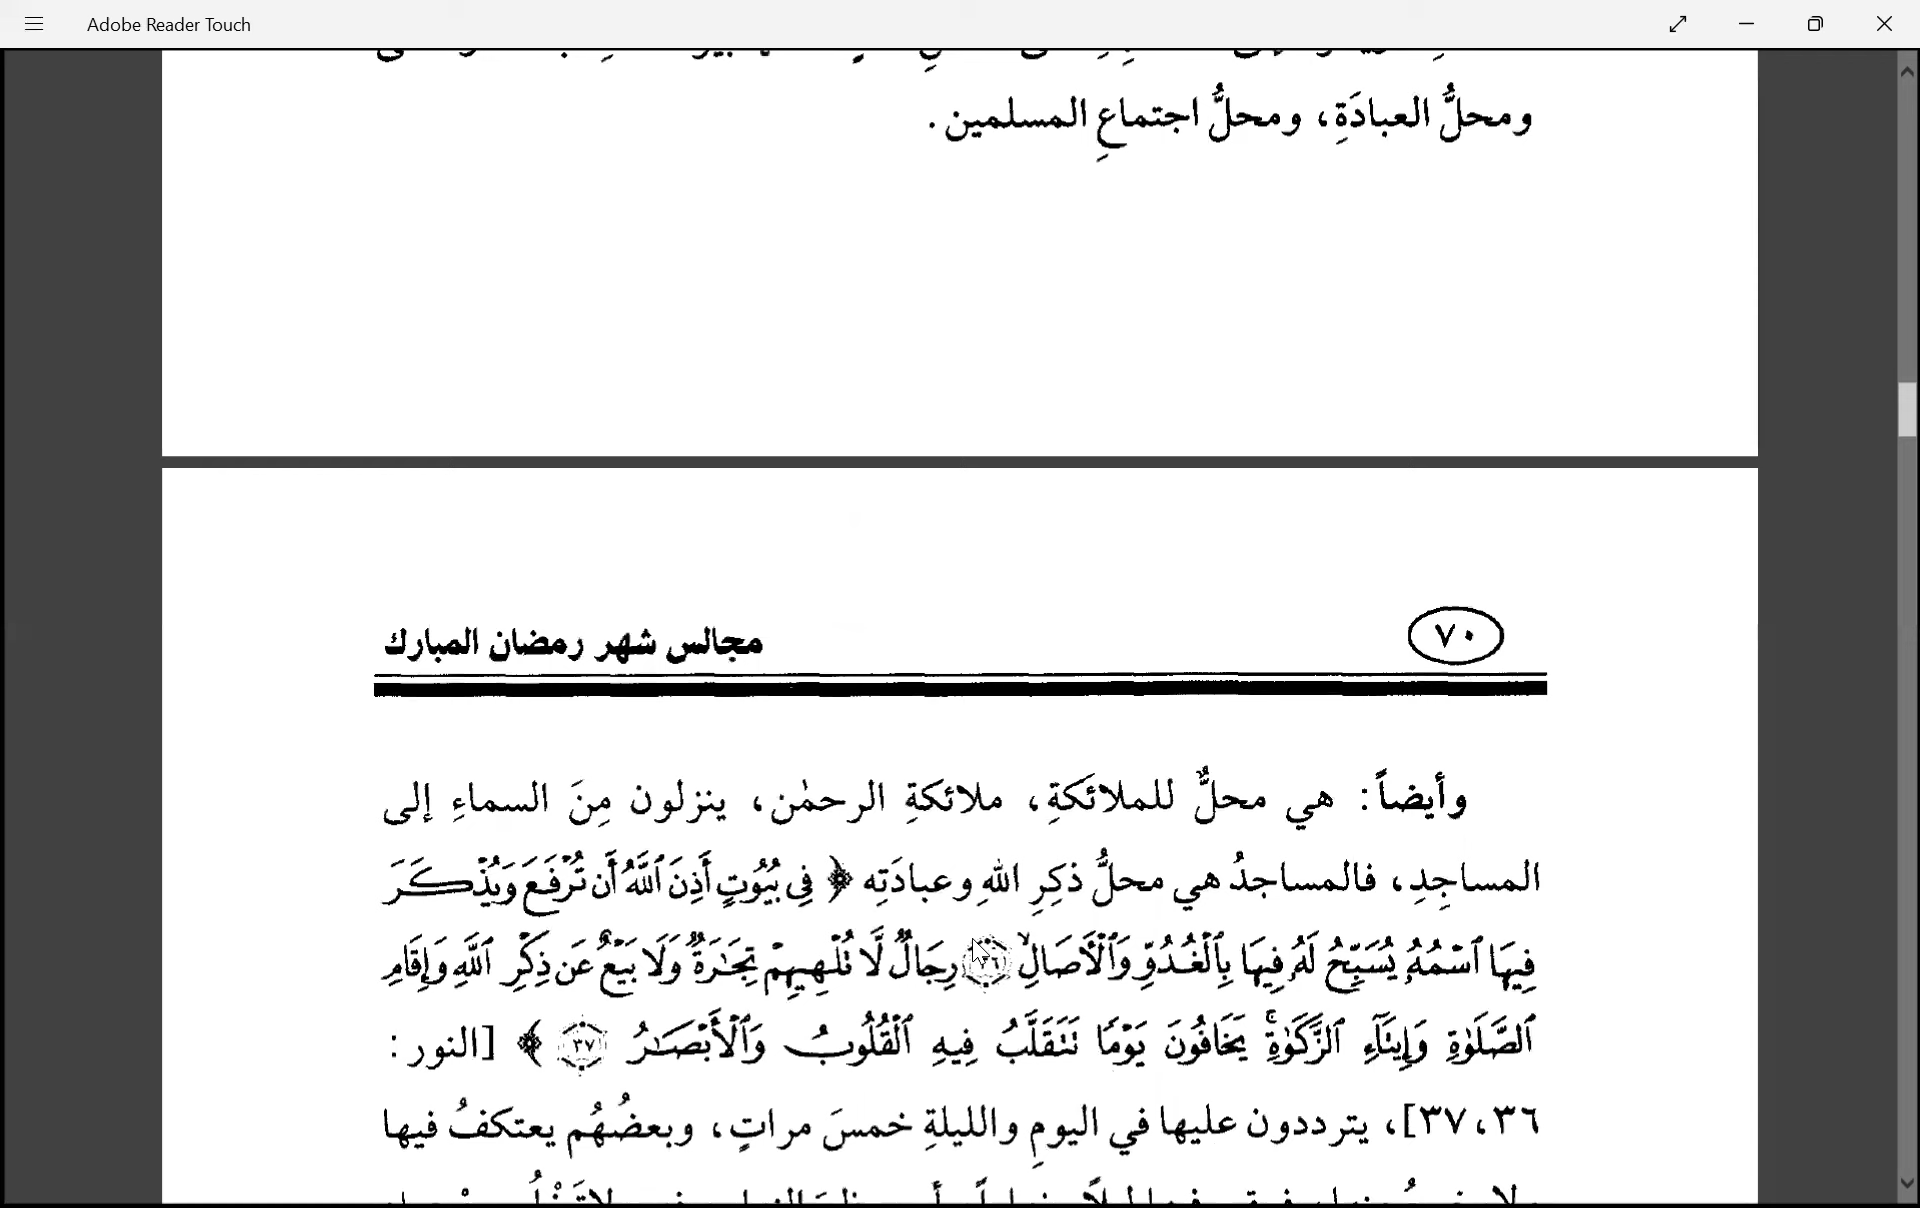 Adobe Reader Touch
ومحلُّ العبادَةِ، ومحلُّ اجتماعِ المسلمين.
٧٠
مجالس شهر رمضان المبارك
وأيضاً: هي محلٌّ للملائكَةِ، ملائكَةِ الرحمٰن، ينزلون مِنَ السماءِ إلى
المساجِدِ، فالمساجدُ هي محلُّ ذكرِ اللهِ وعبادَتِه ﴿ فِى بُيُوتٍ أَذِنَ ٱللَّهُ أَن تُرْفَعَ وَيُذْكَرَ
فِيهَا ٱسْمُهُۥ يُسَبِّحُ لَهُۥ فِيهَا بِٱلْغُدُوِّ وَٱلْأَصَالِ ۙ ٣٦ رِجَالٌ لَّا تُلْهِيهِمْ تِجَٰرَةٌ وَلَا بَيْعٌ عَن ذِكْرِ ٱللَّهِ وَإِقَامِ
ٱلصَّلَوٰةِ وَإِيتَآءِ ٱلزَّكَوٰةِۙ يَخَافُونَ يَوْمًا تَتَقَلَّبُ فِيهِ ٱلْقُلُوبُ وَٱلْأَبْصَٰرُ ٣٧ ﴾ [النور:
٣٦، ٣٧]، يترددون عليها في اليومِ والليلةِ خمسَ مراتٍ، وبعضُهُم يعتكفُ فيها